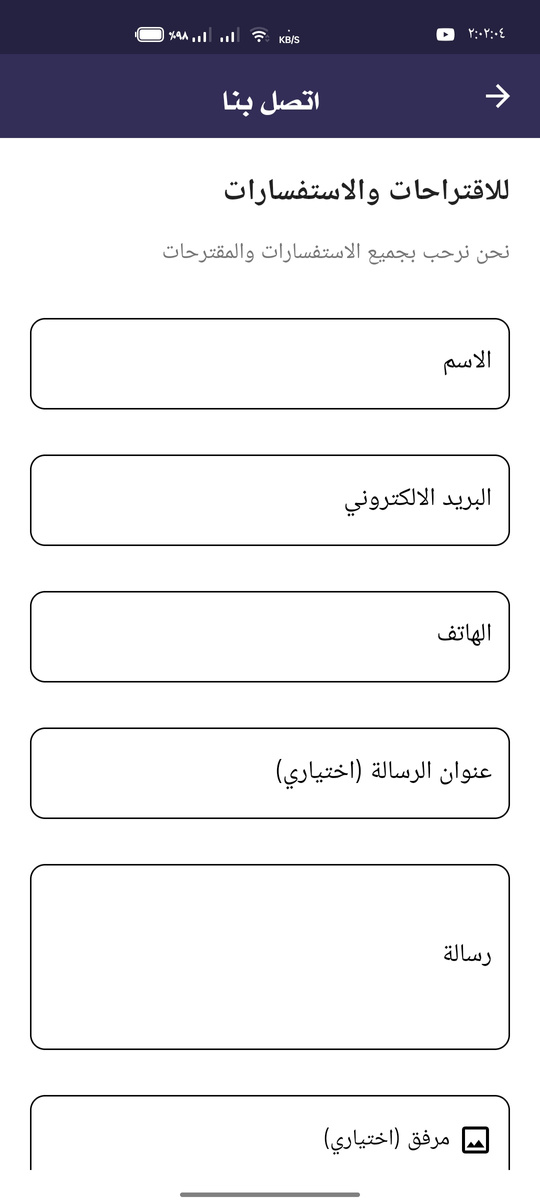 ٢:٠٢:٠٤
KB/S
٪٩٨
اتصل بنا
للاقتراحات والاستفسارات
نحن نرحب بجميع الاستفسارات والمقترحات
الاسم
البريد الالكتروني
الهاتف
عنوان الرسالة (اختياري)
رسالة
مرفق (اختياري)